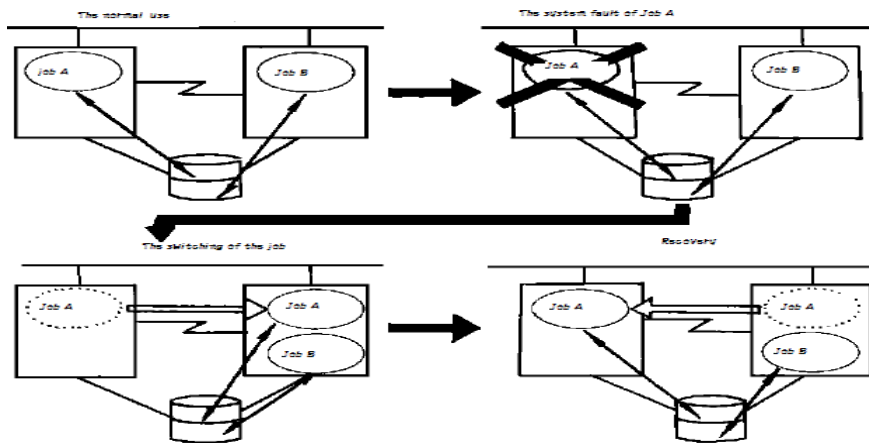 The normal use
The system fault of Job A
job A
Job B
Job A
Job B
The switching of the job
Recovery
Job A
Job A
Job B
Job A
Job A
Job B